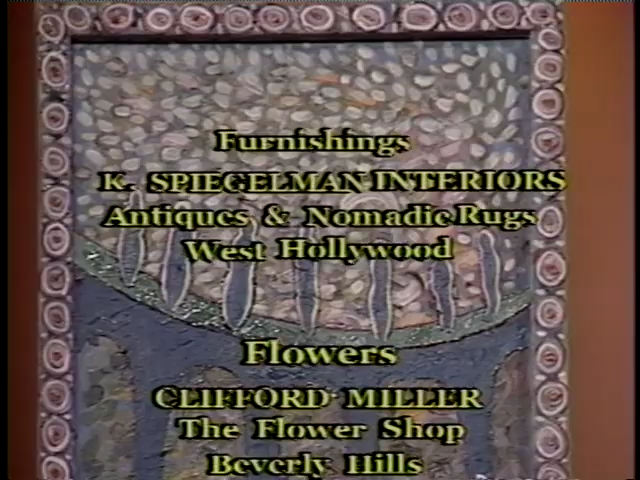 Furnishings
K. SPIEGELMAN INTERIORS
Antiques & Nomadic Rugs
West Hollywood
Flowers
CLIFFORD MILLER
The Flower Shop
Beverly Hills